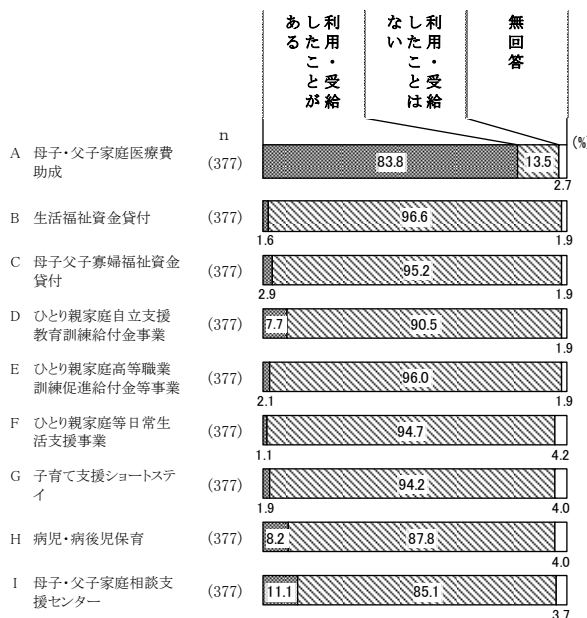 利用・受給
したことが
ある
利用・受給
したことは
ない
無回答
n
(%)
A 母子・父子家庭医療費
助成
(377)
83.8
13.5
2.7
B 生活福祉資金貸付
(377)
96.6
1.6
1.9
C 母子父子寡婦福祉資金
貸付
(377)
95.2
2.9
1.9
D ひとり親家庭自立支援
教育訓練給付金事業
(377)
7.7
90.5
1.9
E ひとり親家庭高等職業
訓練促進給付金等事業
(377)
96.0
2.1
1.9
F ひとり親家庭等日常生
活支援事業
(377)
94.7
1.1
4.2
G 子育て支援ショートステ
イ
(377)
94.2
1.9
4.0
H 病児・病後児保育
(377)
8.2
87.8
4.0
I 母子・父子家庭相談支
援センター
(377)
11.1
85.1
3.7